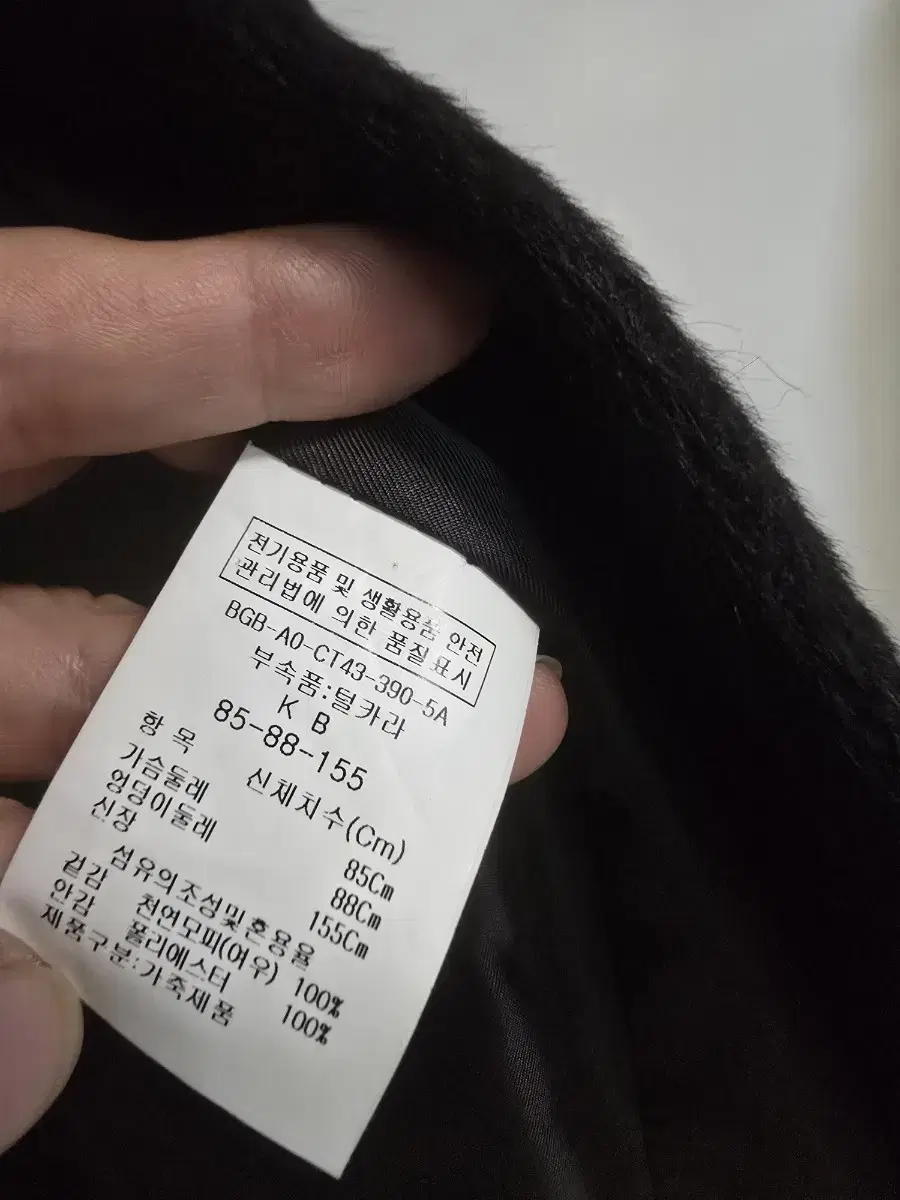 전기용품 및 생활용품 안전
관리법에 의한 품질표시
BGB-A0-CT43-390-5A
부속품:털카라
K B
85-88-155
항 목 신체치수(Cm)
가슴둘레 85Cm
엉덩이둘레 88Cm
신장 155Cm
섬유의조성및혼용율
겉감 천연모피(여우) 100%
안감 폴리에스터 100%
제품구분:가죽제품